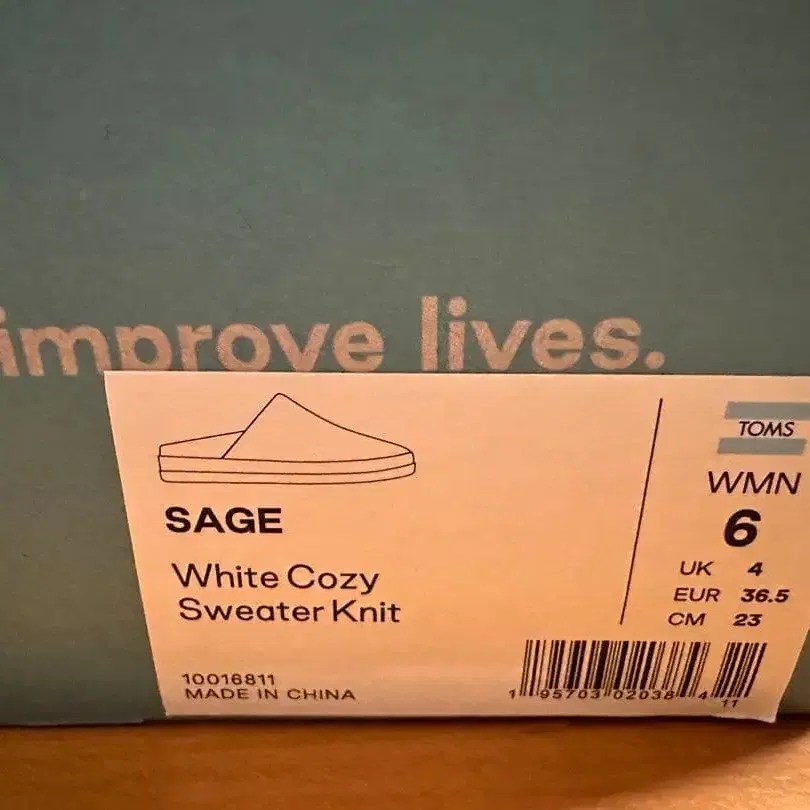 improve lives.
TOMS
WMN
6
UK 4
EUR 36.5
CM 23
SAGE
White Cozy
Sweater Knit
10016811
MADE IN CHINA
1 95703 02038 4
11